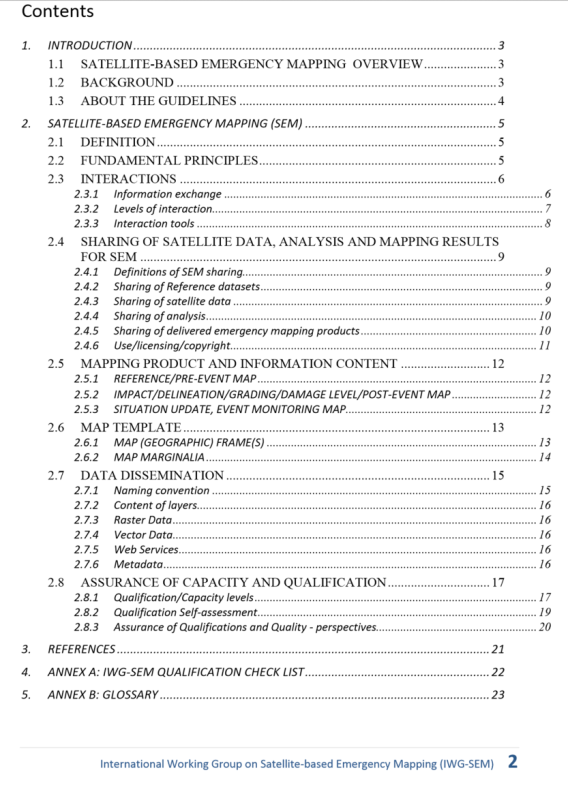 Contents
1. INTRODUCTION 3
1.1 SATELLITE-BASED EMERGENCY MAPPING OVERVIEW 3
1.2 BACKGROUND 3
1.3 ABOUT THE GUIDELINES 4
2. SATELLITE-BASED EMERGENCY MAPPING (SEM) 5
2.1 DEFINITION 5
2.2 FUNDAMENTAL PRINCIPLES 5
2.3 INTERACTIONS 6
2.3.1 Information exchange 6
2.3.2 Levels of interaction 7
2.3.3 Interaction tools 8
2.4 SHARING OF SATELLITE DATA, ANALYSIS AND MAPPING RESULTS
FOR SEM 9
2.4.1 Definitions of SEM sharing 9
2.4.2 Sharing of Reference datasets 9
2.4.3 Sharing of satellite data 9
2.4.4 Sharing of analysis 10
2.4.5 Sharing of delivered emergency mapping products 10
2.4.6 Use/licensing/copyright 11
2.5 MAPPING PRODUCT AND INFORMATION CONTENT 12
2.5.1 REFERENCE/PRE-EVENT MAP 12
2.5.2 IMPACT/DELINEATION/GRADING/DAMAGE LEVEL/POST-EVENT MAP 12
2.5.3 SITUATION UPDATE, EVENT MONITORING MAP 12
2.6 MAP TEMPLATE 13
2.6.1 MAP (GEOGRAPHIC) FRAME(S) 13
2.6.2 MAP MARGINALIA 14
2.7 DATA DISSEMINATION 15
2.7.1 Naming convention 15
2.7.2 Content of layers 16
2.7.3 Raster Data 16
2.7.4 Vector Data 16
2.7.5 Web Services 16
2.7.6 Metadata 16
2.8 ASSURANCE OF CAPACITY AND QUALIFICATION 17
2.8.1 Qualification/Capacity levels 17
2.8.2 Qualification Self-assessment 19
2.8.3 Assurance of Qualifications and Quality - perspectives 20
3. REFERENCES 21
4. ANNEX A: IWG-SEM QUALIFICATION CHECK LIST 22
5. ANNEX B: GLOSSARY 23
International Working Group on Satellite-based Emergency Mapping (IWG-SEM) 2